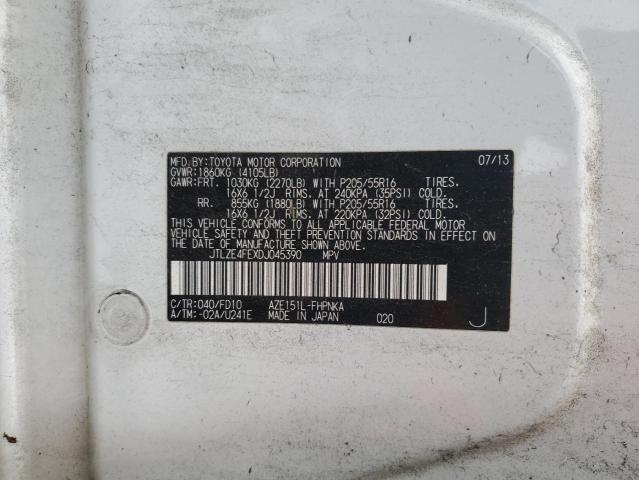 MFD.BY:TOYOTA MOTOR CORPORATION 07/13
GVWR:1860KG (4105LB)
GAWR:FRT. 1030KG (2270LB) WITH P205/55R16 TIRES.
16X6 1/2J RIMS. AT 240KPA (35PSI) COLD.
RR. 855KG (1880LB) WITH P205/55R16 TIRES.
16X6 1/2J RIMS. AT 220KPA (32PSI) COLD.
THIS VEHICLE CONFORMS TO ALL APPLICABLE FEDERAL MOTOR
VEHICLE SAFETY AND BUMPER STANDARDS IN EFFECT ON
THE DATE OF MANUFACTURE SHOWN ABOVE.
JTLZE4FEXDJ045390 MPV
C/TR:040/FD10 AZE151L-FHPNKA
A/TM:-02A/U241E MADE IN JAPAN 020 J